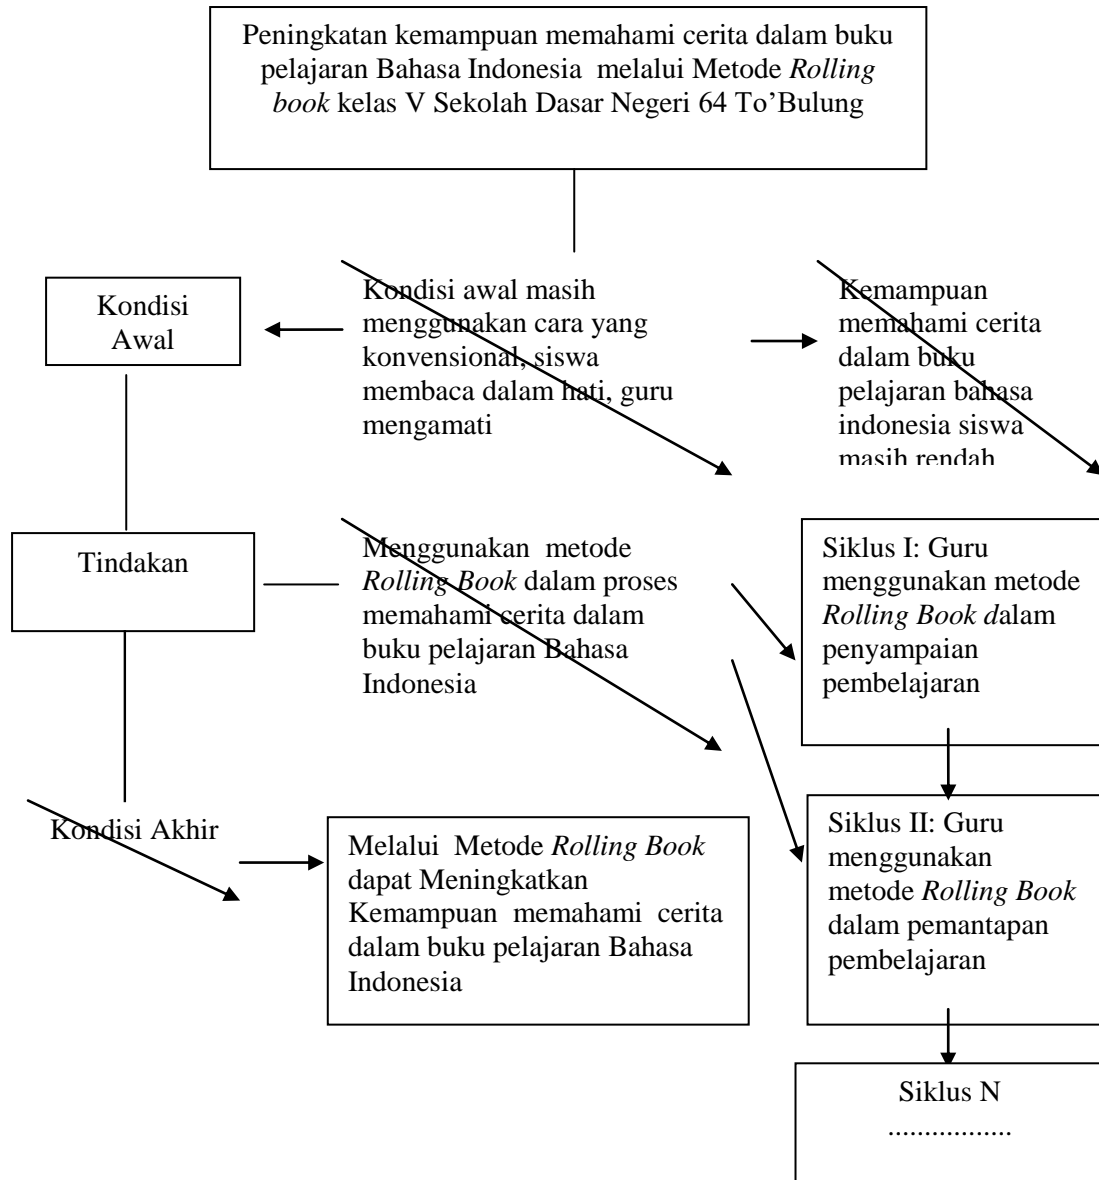 Peningkatan kemampuan memahami cerita dalam buku
pelajaran Bahasa Indonesia melalui Metode Rolling
book kelas V Sekolah Dasar Negeri 64 To’Bulung
Kondisi
Awal
Kondisi awal masih
menggunakan cara yang
konvensional, siswa
membaca dalam hati, guru
mengamati
Kemampuan
memahami cerita
dalam buku
pelajaran bahasa
indonesia siswa
masih rendah
Tindakan
Menggunakan metode
Rolling Book dalam proses
memahami cerita dalam
buku pelajaran Bahasa
Indonesia
Siklus I: Guru
menggunakan metode
Rolling Book dalam
penyampaian
pembelajaran
Kondisi Akhir
Melalui Metode Rolling Book
dapat Meningkatkan
Kemampuan memahami cerita
dalam buku pelajaran Bahasa
Indonesia
Siklus II: Guru
menggunakan
metode Rolling Book
dalam pemantapan
pembelajaran
Siklus N
.................